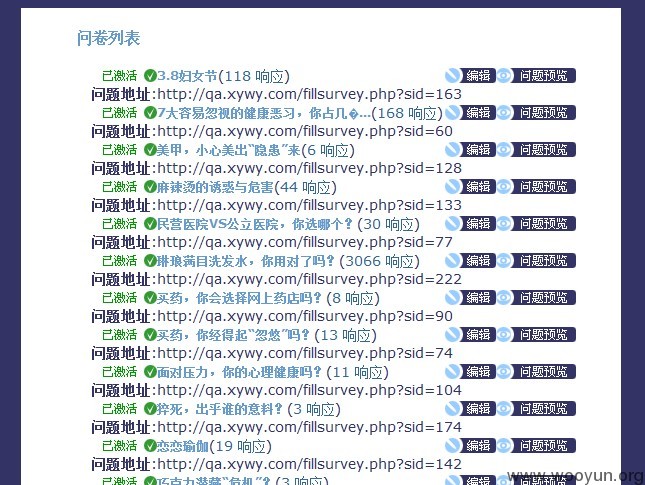 问卷列表
已激活 3.8妇女节(118 响应) 编辑 问题预览
问题地址:http://qa.xywy.com/fillsurvey.php?sid=163
已激活 7大容易忽视的健康恶习，你占几�...(168 响应) 编辑 问题预览
问题地址:http://qa.xywy.com/fillsurvey.php?sid=60
已激活 美甲，小心美出“隐患”来(6 响应) 编辑 问题预览
问题地址:http://qa.xywy.com/fillsurvey.php?sid=128
已激活 麻辣烫的诱惑与危害(44 响应) 编辑 问题预览
问题地址:http://qa.xywy.com/fillsurvey.php?sid=133
已激活 民营医院VS公立医院，你选哪个？(30 响应) 编辑 问题预览
问题地址:http://qa.xywy.com/fillsurvey.php?sid=77
已激活 琳琅满目洗发水，你用对了吗？(3066 响应) 编辑 问题预览
问题地址:http://qa.xywy.com/fillsurvey.php?sid=222
已激活 买药，你会选择网上药店吗？(8 响应) 编辑 问题预览
问题地址:http://qa.xywy.com/fillsurvey.php?sid=90
已激活 买药，你经得起“忽悠”吗？(13 响应) 编辑 问题预览
问题地址:http://qa.xywy.com/fillsurvey.php?sid=74
已激活 面对压力，你的心理健康吗？(11 响应) 编辑 问题预览
问题地址:http://qa.xywy.com/fillsurvey.php?sid=104
已激活 猝死，出乎谁的意料？(3 响应) 编辑 问题预览
问题地址:http://qa.xywy.com/fillsurvey.php?sid=174
已激活 恋恋瑜伽(19 响应) 编辑 问题预览
问题地址:http://qa.xywy.com/fillsurvey.php?sid=142
已激活 巧克力潜藏“危机”？(3 响应) 编辑 问题预览
www.wooyun.org